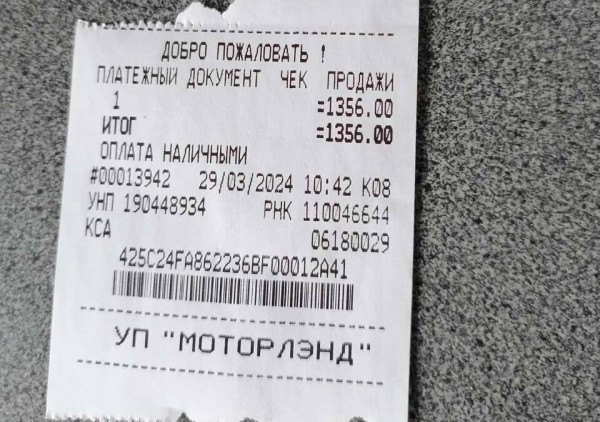 ДОБРО ПОЖАЛОВАТЬ !
ПЛАТЕЖНЫЙ ДОКУМЕНТ ЧЕК ПРОДАЖИ
1 =1356.00
ИТОГ =1356.00
ОПЛАТА НАЛИЧНЫМИ
#00013942 29/03/2024 10:42 К08
УНП 190448934 РНК 110046644
КСА 06180029
425C24FA862236BF00012A41
УП "МОТОРЛЭНД"